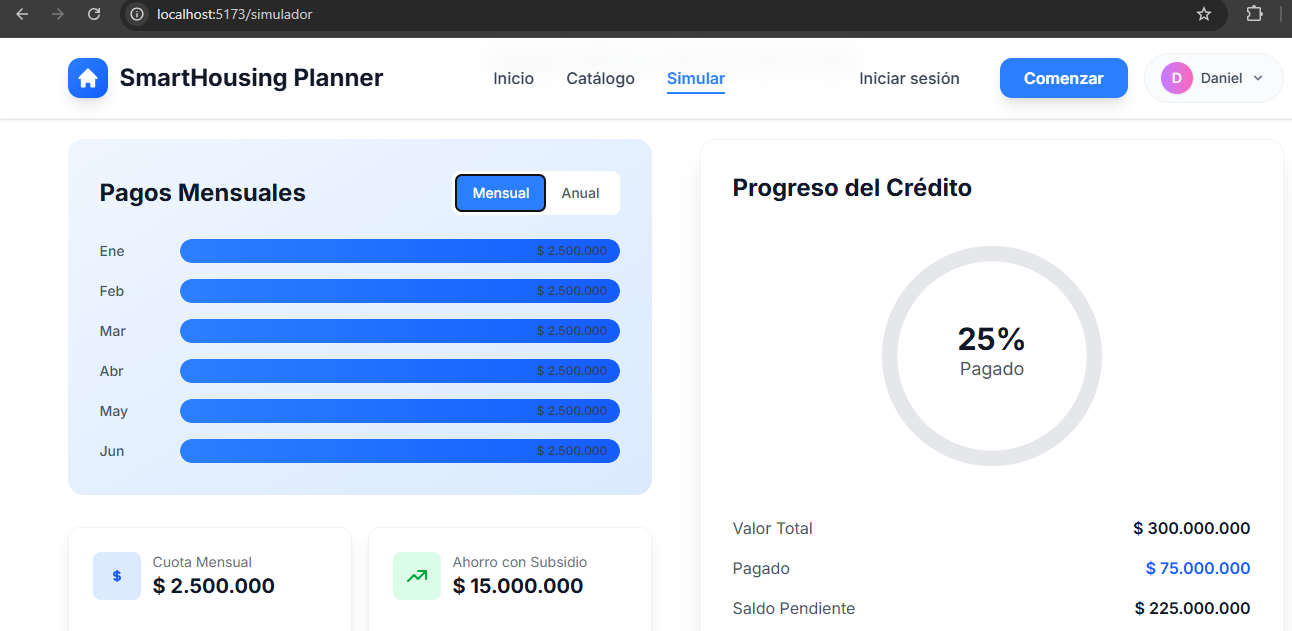 localhost:5173/simulador
SmartHousing Planner
Inicio
Catálogo
Simular
Iniciar sesión
Comenzar
D
Daniel
Pagos Mensuales
Mensual
Anual
Ene
$ 2.500.000
Feb
$ 2.500.000
Mar
$ 2.500.000
Abr
$ 2.500.000
May
$ 2.500.000
Jun
$ 2.500.000
$
Cuota Mensual
$ 2.500.000
Ahorro con Subsidio
$ 15.000.000
Progreso del Crédito
25%
Pagado
Valor Total
$ 300.000.000
Pagado
$ 75.000.000
Saldo Pendiente
$ 225.000.000